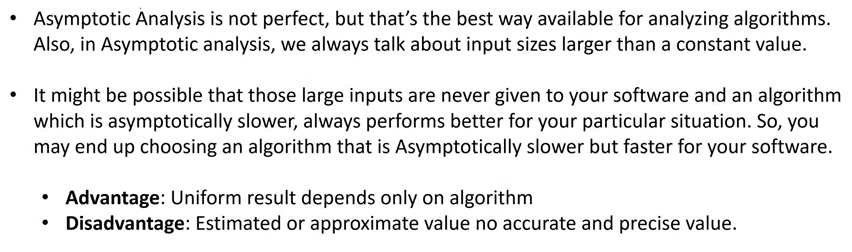 • Asymptotic Analysis is not perfect, but that's the best way available for analyzing algorithms.
Also, in Asymptotic analysis, we always talk about input sizes larger than a constant value.
• It might be possible that those large inputs are never given to your software and an algorithm
which is asymptotically slower, always performs better for your particular situation. So, you
may end up choosing an algorithm that is Asymptotically slower but faster for your software.
• Advantage: Uniform result depends only on algorithm
• Disadvantage: Estimated or approximate value no accurate and precise value.